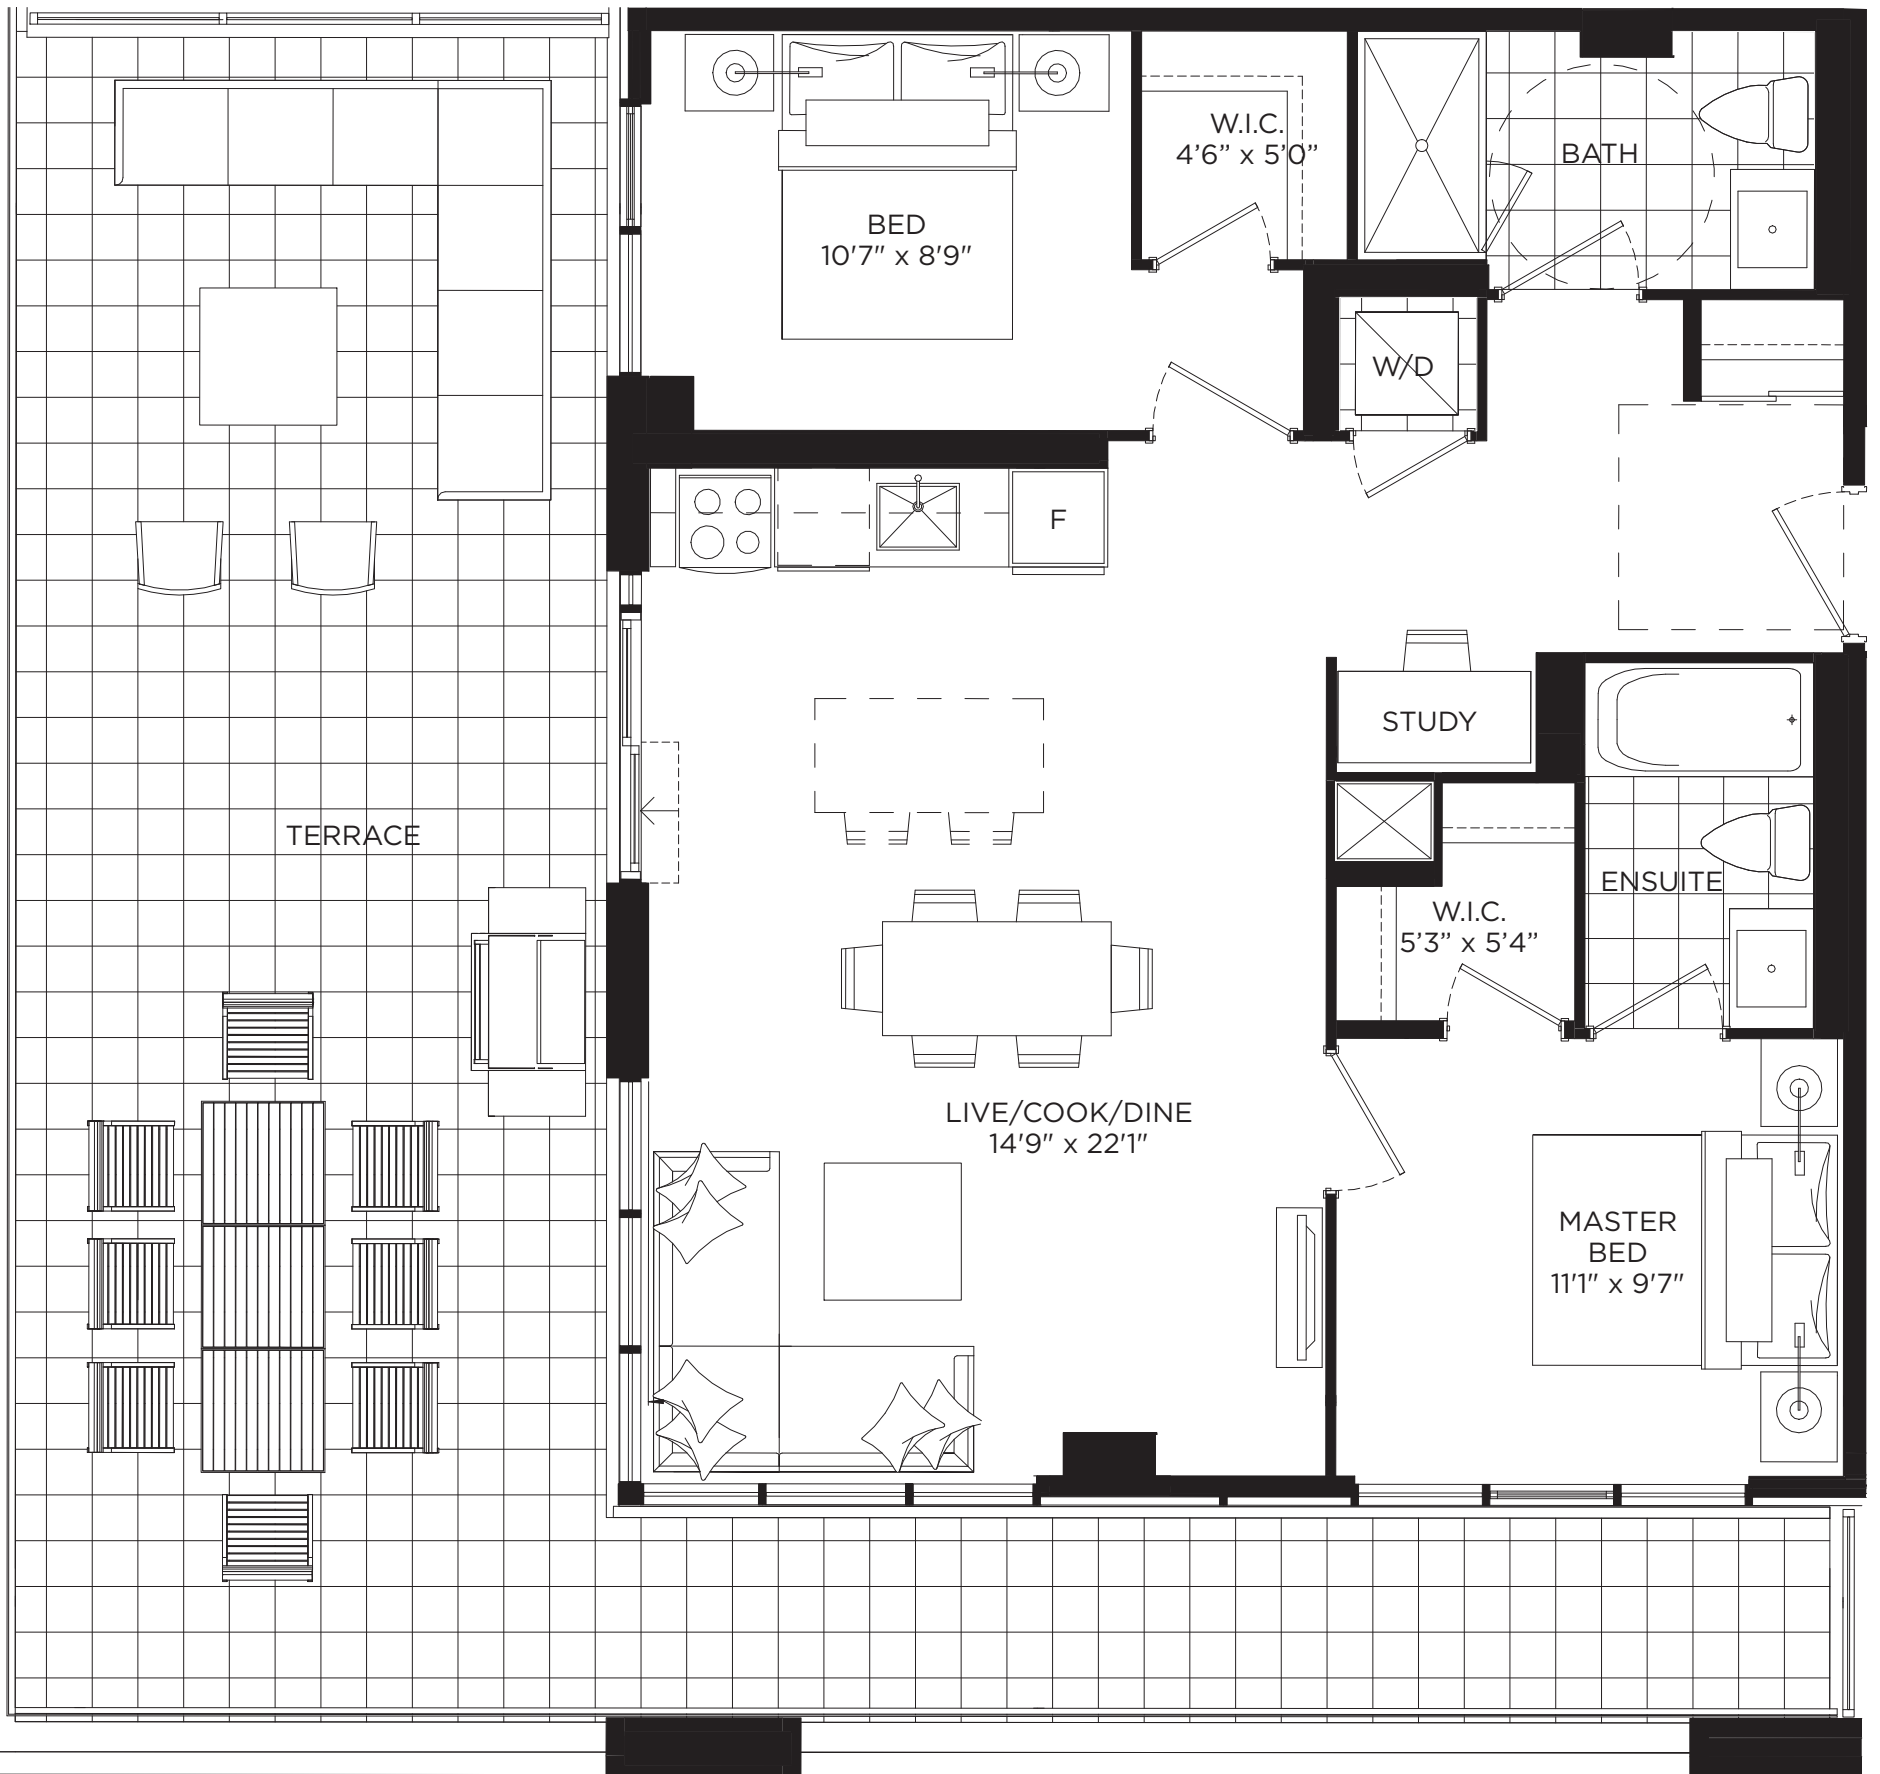 W.I.C.
4’6” x 5’0”
BATH
BED
10'7" x 8'9"
W/D
F
STUDY
TERRACE
ENSUITE
W.I.C.
5’3” x 5’4”
LIVE/COOK/DINE
14'9" x 22'1"
MASTER
BED
11'1" x 9'7"